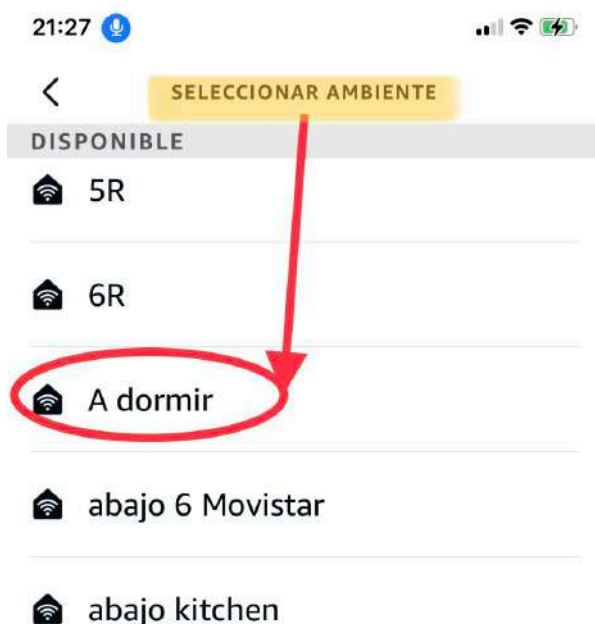 21:27
SELECCIONAR AMBIENTE
DISPONIBLE
5R
6R
A dormir
abajo 6 Movistar
abajo kitchen